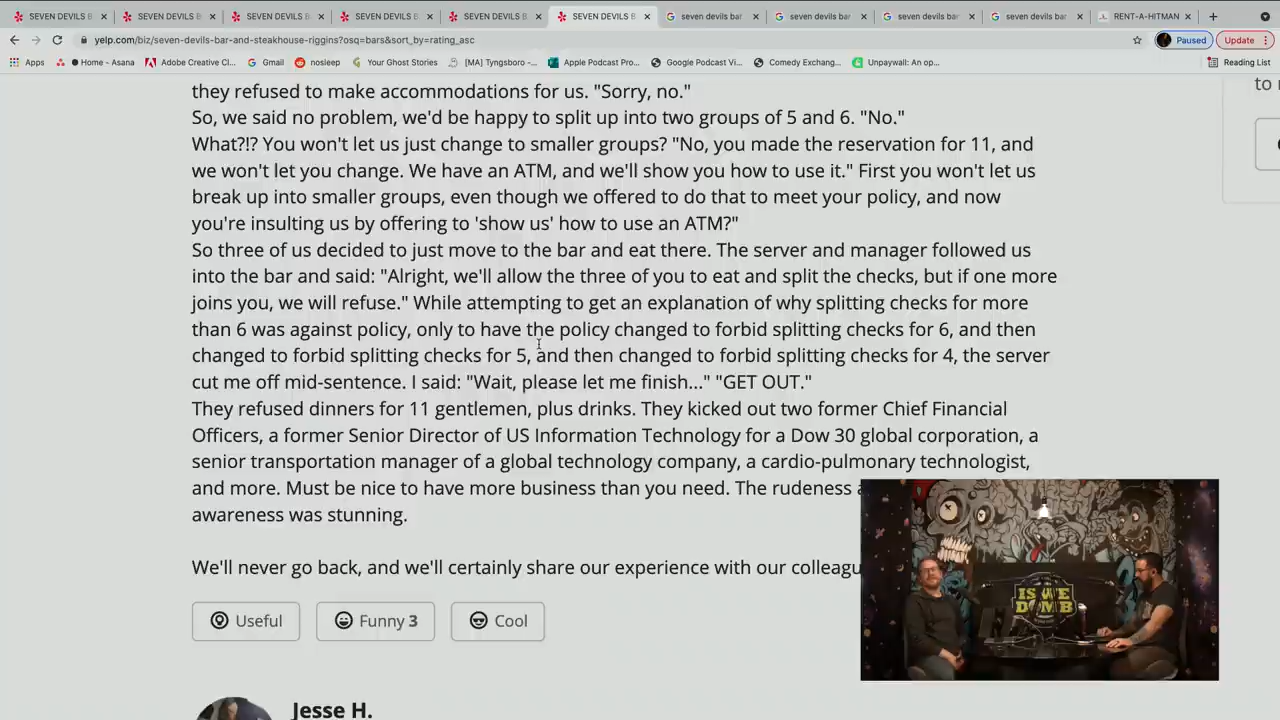 SEVEN DEVILS B
SEVEN DEVILS B
SEVEN DEVILS B
SEVEN DEVILS B
SEVEN DEVILS B
SEVEN DEVILS B
seven devils bar
seven devils bar
seven devils bar
seven devils bar
RENT-A-HITMAN
yelp.com/biz/seven-devils-bar-and-steakhouse-riggins?osq=bars&sort_by=rating_asc
Paused
Update
Apps
Home - Asana
Adobe Creative Cl...
Gmail
nosleep
Your Ghost Stories
[MA] Tyngsboro -...
Apple Podcast Pro...
Google Podcast Vi...
Comedy Exchang...
Unpaywall: An op...
Reading List
they refused to make accommodations for us. "Sorry, no."
So, we said no problem, we'd be happy to split up into two groups of 5 and 6. "No."
What?!? You won't let us just change to smaller groups? "No, you made the reservation for 11, and
we won't let you change. We have an ATM, and we'll show you how to use it." First you won't let us
break up into smaller groups, even though we offered to do that to meet your policy, and now
you're insulting us by offering to 'show us' how to use an ATM?"
So three of us decided to just move to the bar and eat there. The server and manager followed us
into the bar and said: "Alright, we'll allow the three of you to eat and split the checks, but if one more
joins you, we will refuse." While attempting to get an explanation of why splitting checks for more
than 6 was against policy, only to have the policy changed to forbid splitting checks for 6, and then
changed to forbid splitting checks for 5, and then changed to forbid splitting checks for 4, the server
cut me off mid-sentence. I said: "Wait, please let me finish..." "GET OUT."
They refused dinners for 11 gentlemen, plus drinks. They kicked out two former Chief Financial
Officers, a former Senior Director of US Information Technology for a Dow 30 global corporation, a
senior transportation manager of a global technology company, a cardio-pulmonary technologist,
and more. Must be nice to have more business than you need. The rudeness
awareness was stunning.
We'll never go back, and we'll certainly share our experience with our
Useful
Funny 3
Cool
Jesse H.
to
IS WE
DOMB